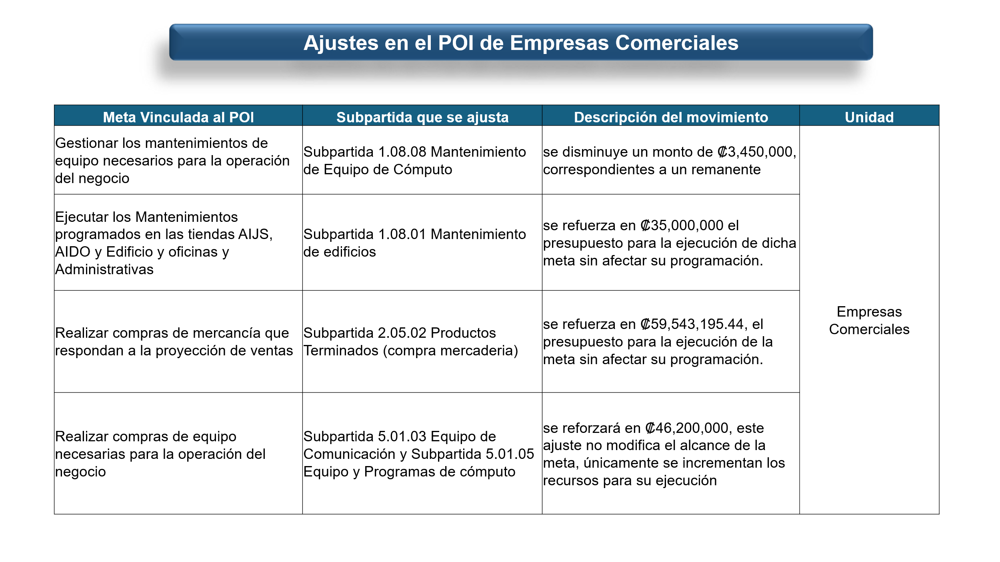 Ajustes en el POI de Empresas Comerciales
Meta Vinculada al POI
Subpartida que se ajusta
Descripción del movimiento
Unidad
Gestionar los mantenimientos de
equipo necesarios para la operación
del negocio
Subpartida 1.08.08 Mantenimiento
de Equipo de Cómputo
se disminuye un monto de ₡3,450,000,
correspondientes a un remanente
Ejecutar los Mantenimientos
programados en las tiendas AIJS,
AIDO y Edificio y oficinas y
Administrativas
Subpartida 1.08.01 Mantenimiento
de edificios
se refuerza en ₡35,000,000 el
presupuesto para la ejecución de dicha
meta sin afectar su programación.
Realizar compras de mercancía que
respondan a la proyección de ventas
Subpartida 2.05.02 Productos
Terminados (compra mercaderia)
se refuerza en ₡59,543,195.44, el
presupuesto para la ejecución de la
meta sin afectar su programación.
Realizar compras de equipo
necesarias para la operación del
negocio
Subpartida 5.01.03 Equipo de
Comunicación y Subpartida 5.01.05
Equipo y Programas de cómputo
se reforzará en ₡46,200,000, este
ajuste no modifica el alcance de la
meta, únicamente se incrementan los
recursos para su ejecución
Empresas
Comerciales